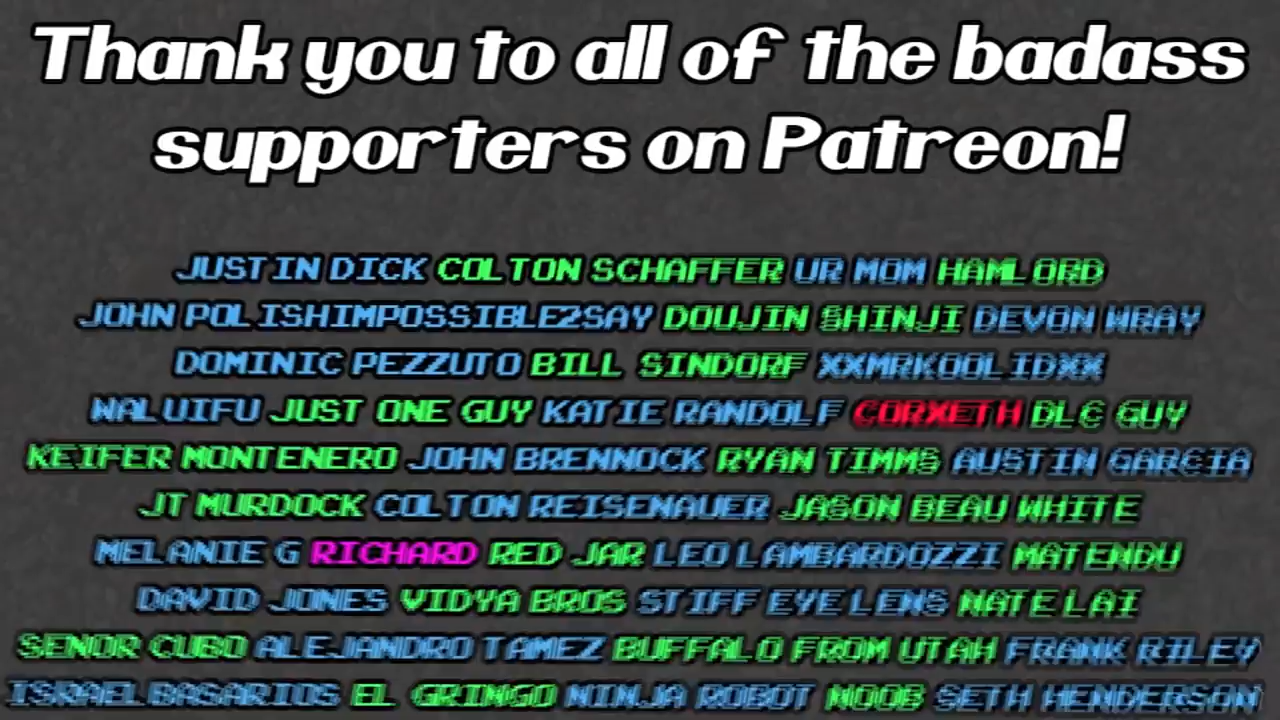 Thank you to all of the badass
supporters on Patreon!
JUSTIN DICK COLTON SCHAFFER UR MOM HAMLORD
JOHN POLISHIMPOSSIBLE2SAY DOUJIN SHINJI DEVON WRAY
DOMINIC PEZZUTO BILL SINDORF XXMRKOOLIDXX
WALUIFU JUST ONE GUY KATIE RANDOLF CORXETH DLC GUY
KEIFER MONTENERO JOHN BRENNOCK RYAN TIMMS AUSTIN GARCIA
JT MURDOCK COLTON REISENAUER JASON BEAU WHITE
MELANIE G RICHARD RED JAR LEO LAMBARDOZZI MATENDU
DAVID JONES VIDYA BROS STIFF EYE LENS NATE LAI
SENOR CUBO ALEJANDRO TAMEZ BUFFALO FROM UTAH FRANK RILEY
ISRAEL BASARIOS EL GRINGO NINJA ROBOT NOOB SETH HENDERSON